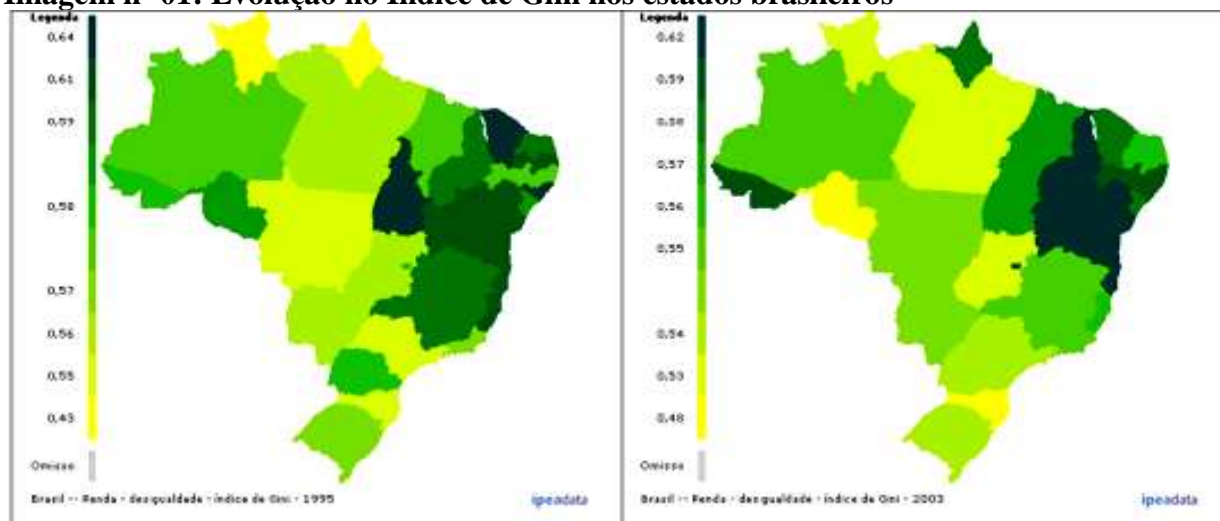 Imagem nº 01: Evolução no Índice de Gini nos estados brasileiros
Legenda
0,64
0,61
0,59
0,58
0,57
0,56
0,55
0,43
Omisso
Brasil -- Renda - desigualdade - índice de Gini - 1995
ipeadata
Legenda
0,62
0,59
0,58
0,57
0,56
0,55
0,54
0,53
0,48
Omisso
Brasil -- Renda - desigualdade - índice de Gini - 2003
ipeadata